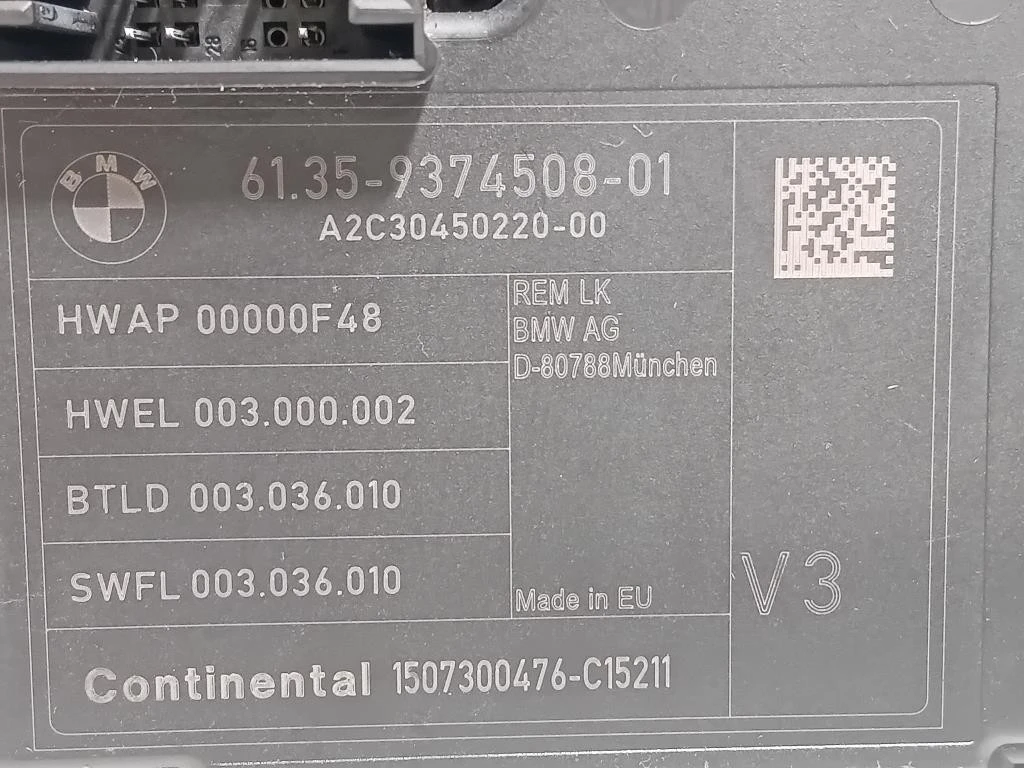 BMW
61.35-9374508-01
A2C30450220-00
HWAP 00000F48
REM LK
BMW AG
D-80788München
HWEL 003.000.002
BTLD 003.036.010
SWFL 003.036.010
Made in EU
V3
Continental 1507300476-C15211